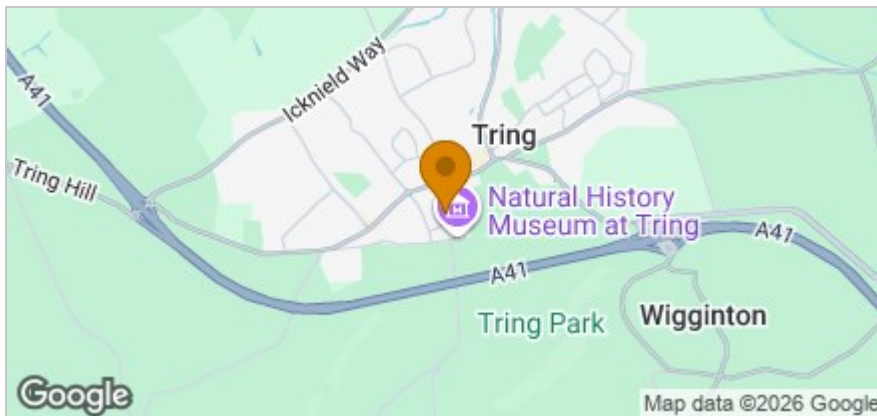 A41
Icknield Way
Tring
Tring Hill
Natural History
Museum at Tring
A41
A41
Tring Park
Wigginton
Google
Map data ©2026 Google